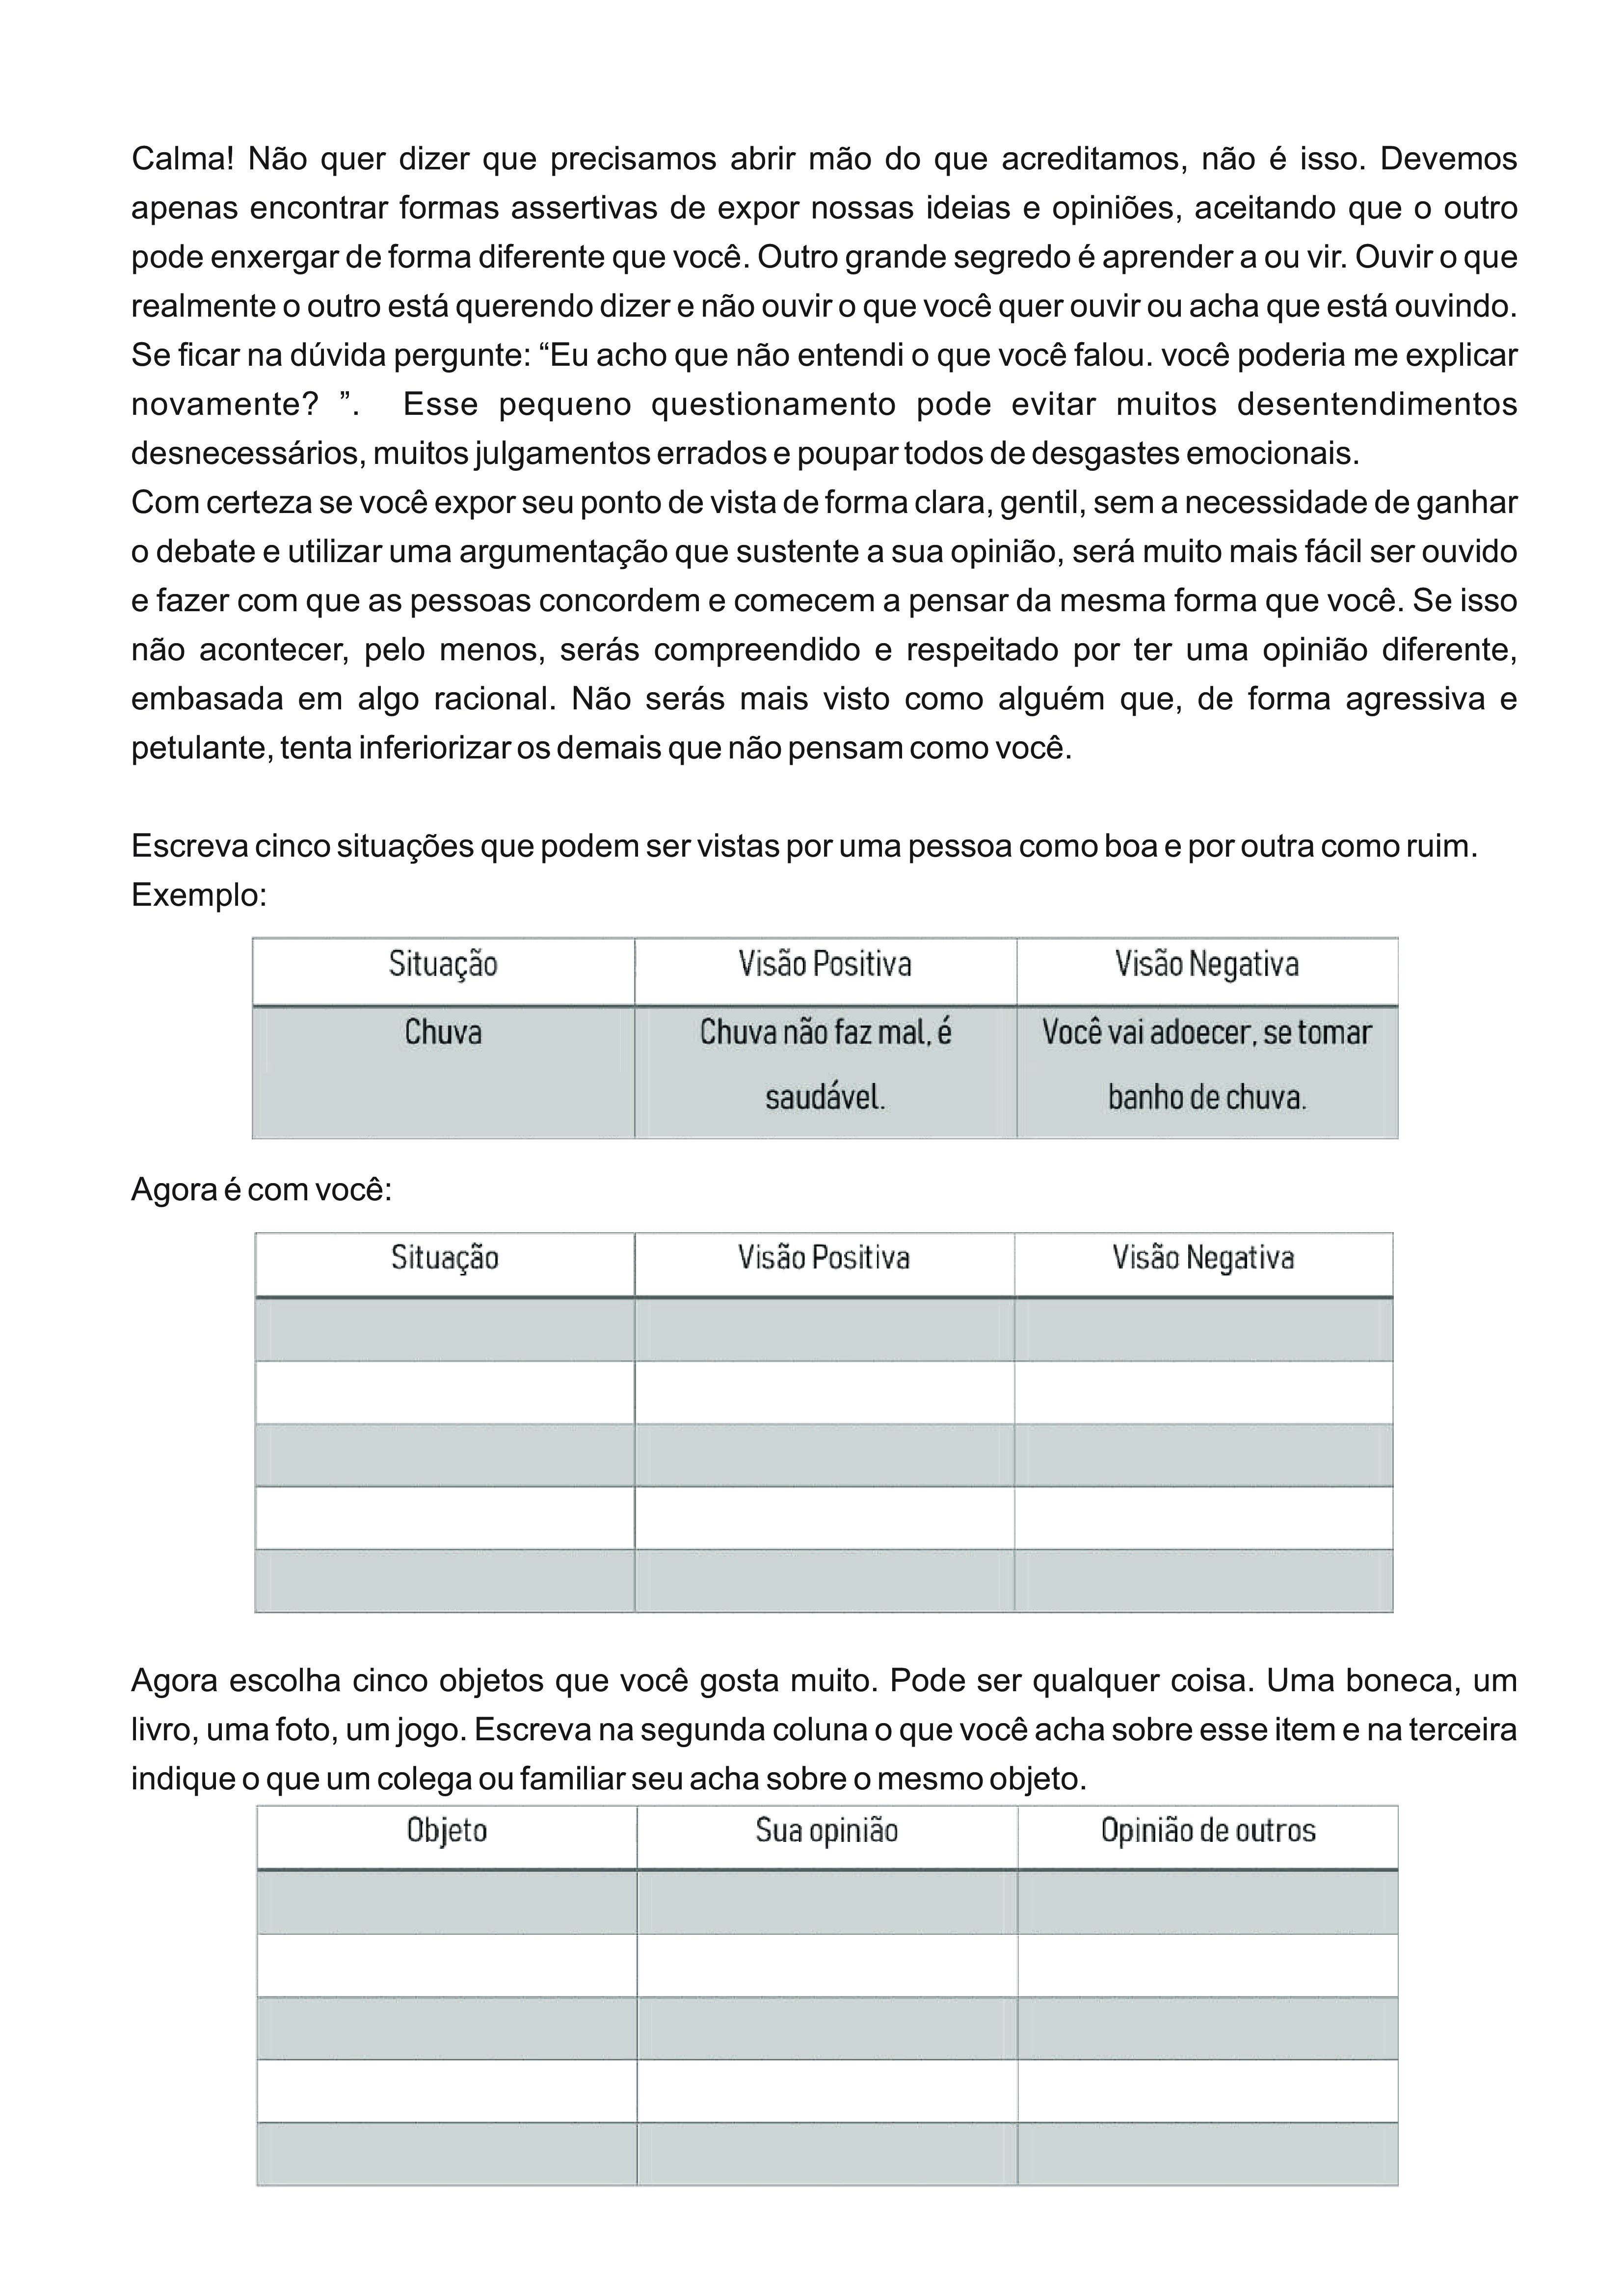 Calma! Não quer dizer que precisamos abrir mão do que acreditamos, não é isso. Devemos
apenas encontrar formas assertivas de expor nossas ideias e opiniões, aceitando que o outro
pode enxergar de forma diferente que você. Outro grande segredo é aprender a ou vir. Ouvir o que
realmente o outro está querendo dizer e não ouvir o que você quer ouvir ou acha que está ouvindo.
Se ficar na dúvida pergunte: “Eu acho que não entendi o que você falou. você poderia me explicar
novamente? ”. Esse pequeno questionamento pode evitar muitos desentendimentos
desnecessários, muitos julgamentos errados e poupar todos de desgastes emocionais.
Com certeza se você expor seu ponto de vista de forma clara, gentil, sem a necessidade de ganhar
o debate e utilizar uma argumentação que sustente a sua opinião, será muito mais fácil ser ouvido
e fazer com que as pessoas concordem e comecem a pensar da mesma forma que você. Se isso
não acontecer, pelo menos, serás compreendido e respeitado por ter uma opinião diferente,
embasada em algo racional. Não serás mais visto como alguém que, de forma agressiva e
petulante, tenta inferiorizar os demais que não pensam como você.
Escreva cinco situações que podem ser vistas por uma pessoa como boa e por outra como ruim.
Exemplo:
Situação Visão Positiva Visão Negativa
Chuva Chuva não faz mal, é Você vai adoecer, se tomar
saudável. banho de chuva.
Agora é com você:
Situação Visão Positiva Visão Negativa
Agora escolha cinco objetos que você gosta muito. Pode ser qualquer coisa. Uma boneca, um
livro, uma foto, um jogo. Escreva na segunda coluna o que você acha sobre esse item e na terceira
indique o que um colega ou familiar seu acha sobre o mesmo objeto.
Objeto Sua opinião Opinião de outros